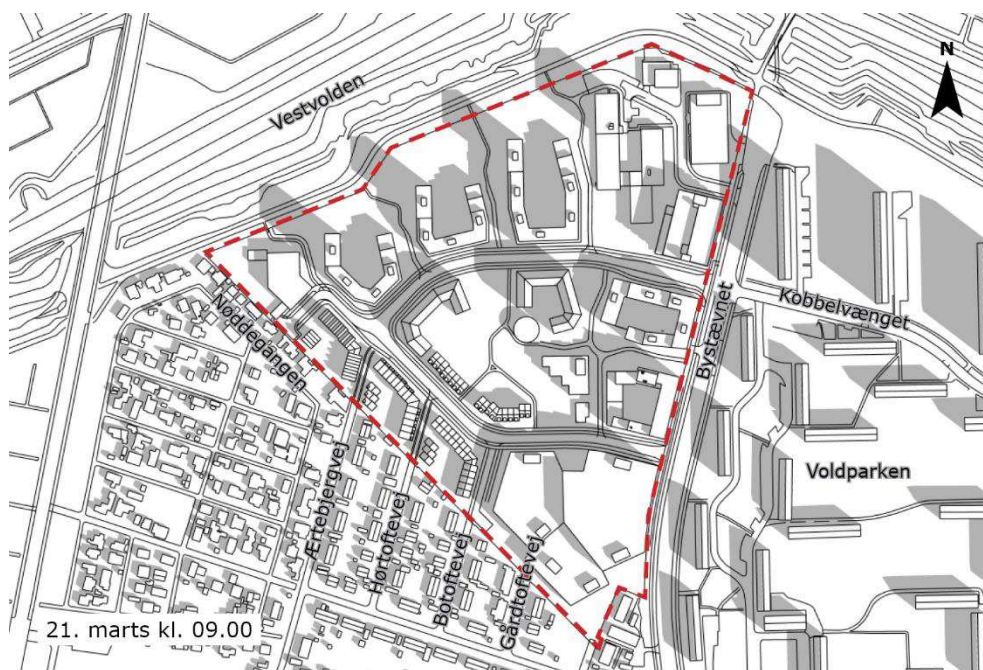 Vestvolden
N
Kobbelvænget
Bystævnet
Nøddegangen
Voldparken
Ærtebjergvej
Hørtoftevej
Botoftevej
Gårdtoftevej
21. marts kl. 09.00